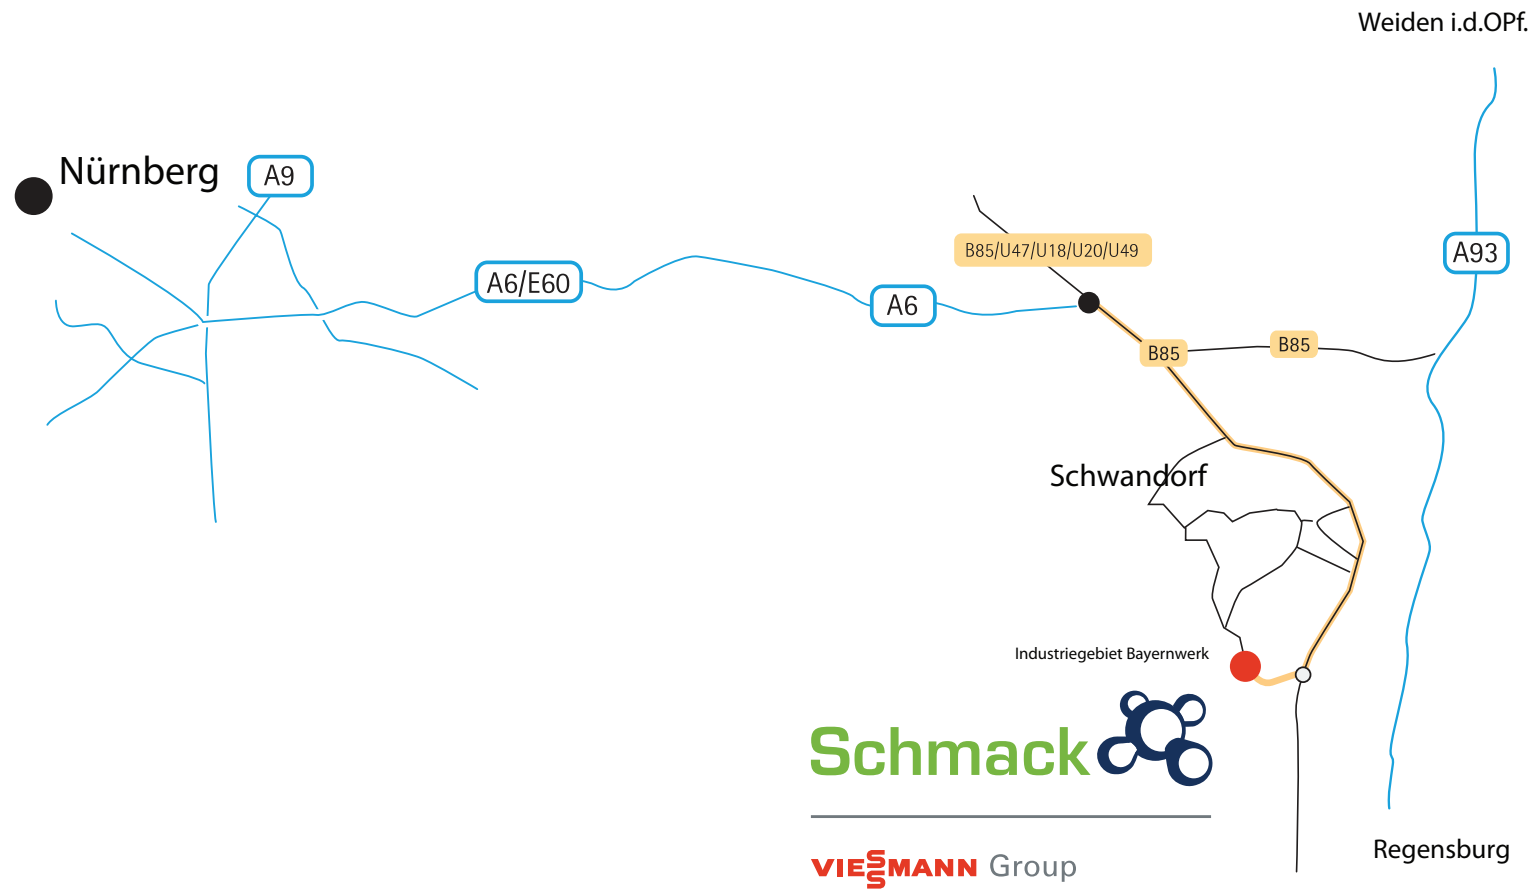 Weiden i.d.OPf.
Nürnberg
A9
B85/U47/U18/U20/U49
A93
A6/E60
A6
B85
B85
Schwandorf
Industriegebiet Bayernwerk
Schmack
VIESSMANN Group
Regensburg